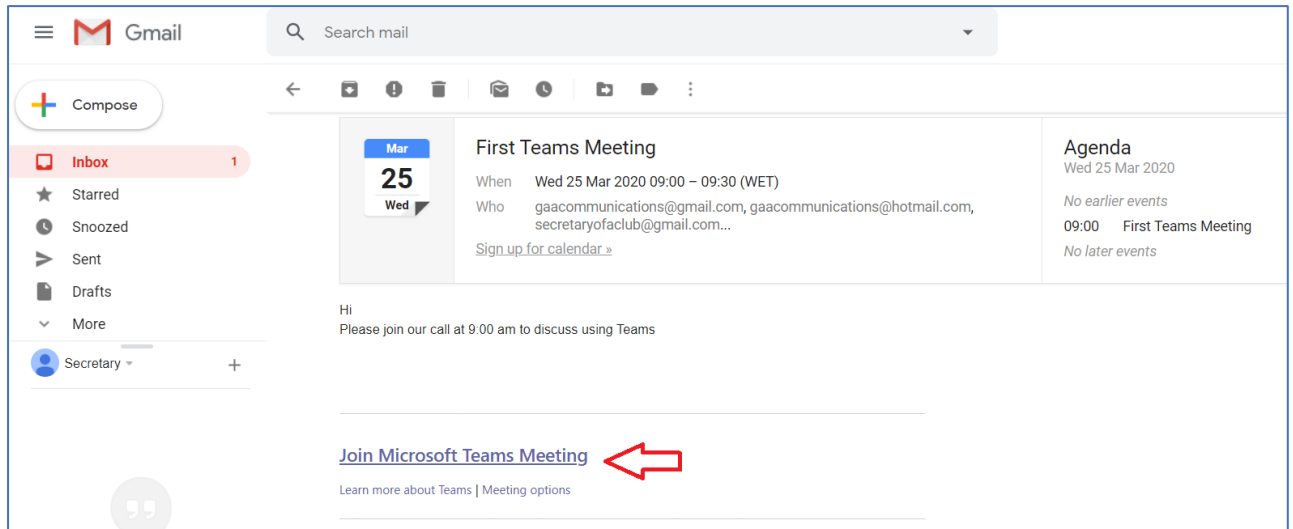 Gmail
Search mail
Compose
Inbox 1
Starred
Snoozed
Sent
Drafts
More
Secretary
Mar
25
Wed
First Teams Meeting
When Wed 25 Mar 2020 09:00 – 09:30 (WET)
Who gaacommunications@gmail.com, gaacommunications@hotmail.com,
secretaryofaclub@gmail.com...
Sign up for calendar »
Agenda
Wed 25 Mar 2020
No earlier events
09:00 First Teams Meeting
No later events
Hi
Please join our call at 9:00 am to discuss using Teams
Join Microsoft Teams Meeting
Learn more about Teams | Meeting options